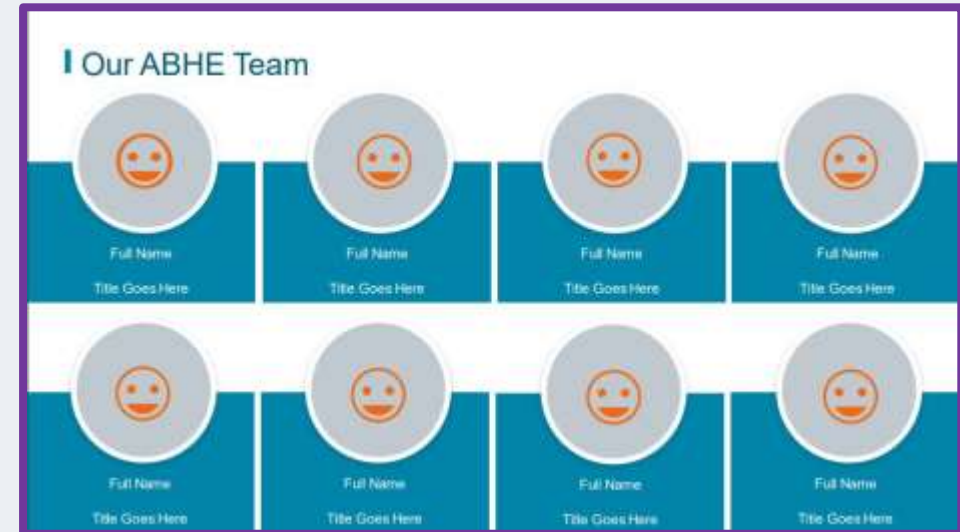 Our ABHE Team
Full Name Full Name Full Name Full Name
Title Goes Here Title Goes Here Title Goes Here Title Goes Here
Full Name Full Name Full Name Full Name
Title Goes Here Title Goes Here Title Goes Here Title Goes Here